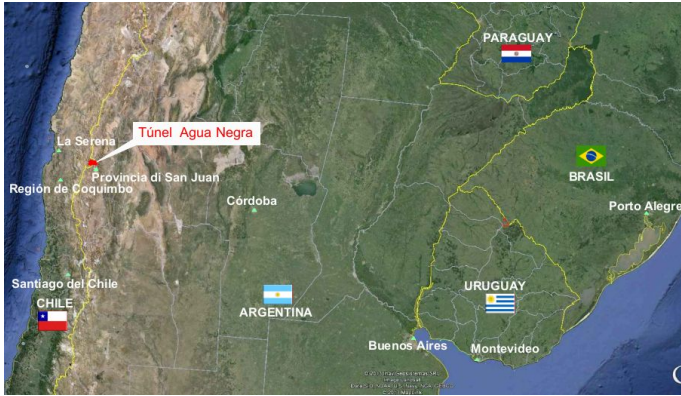 PARAGUAY
Túnel Agua Negra
La Serena
BRASIL
Provincia di San Juan
Región de Coquimbo
Córdoba
Porto Alegre
Santiago del Chile
CHILE
URUGUAY
ARGENTINA
Buenos Aires
Montevideo